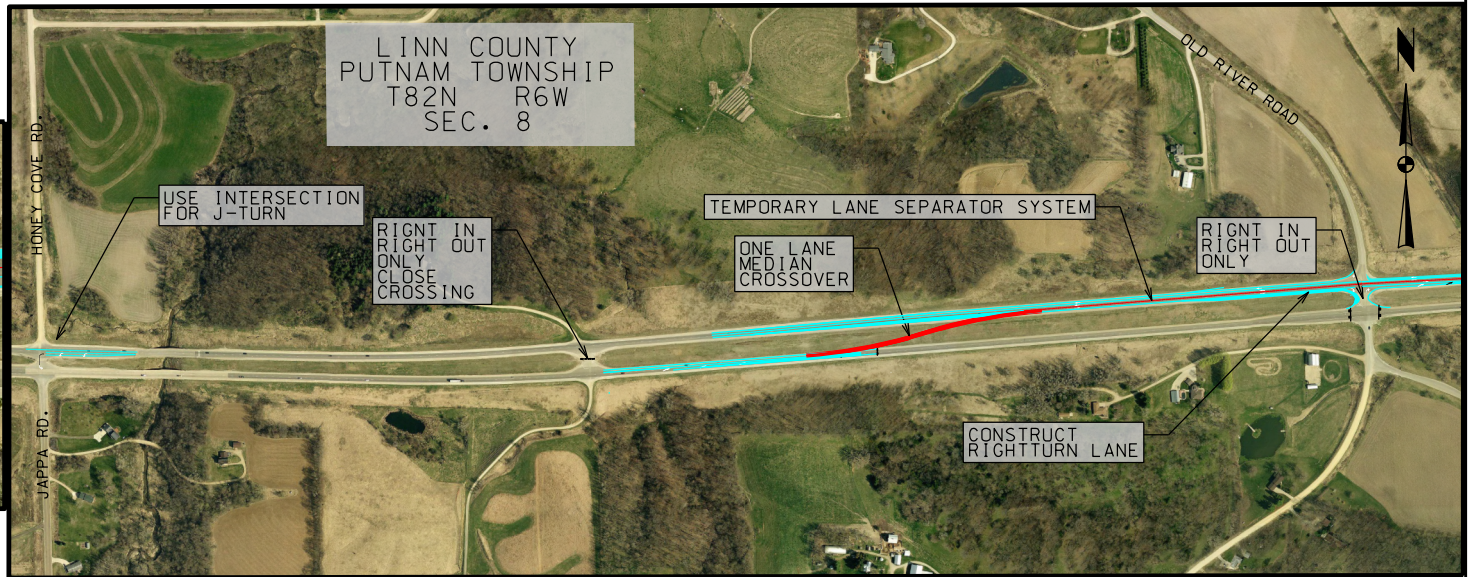 LINN COUNTY
PUTNAM TOWNSHIP
T82N R6W
SEC. 8
N
OLD RIVER ROAD
HONEY COVE RD.
USE INTERSECTION
FOR J-TURN
RIGNT IN
RIGHT OUT
ONLY
CLOSE
CROSSING
TEMPORARY LANE SEPARATOR SYSTEM
ONE LANE
MEDIAN
CROSSOVER
RIGNT IN
RIGHT OUT
ONLY
CONSTRUCT
RIGHTTURN LANE
JAPPA RD.